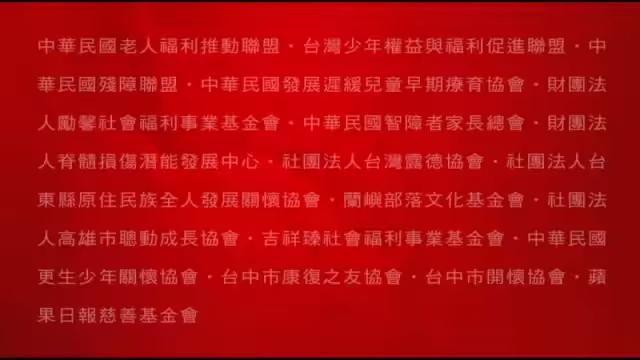 中華民國老人福利推動聯盟・台灣少年權益與福利促進聯盟・中
華民國殘障聯盟・中華民國發展遲緩兒童早期療育協會・財團法
人勵馨社會福利事業基金會・中華民國智障者家長總會・財團法
人脊髓損傷潛能發展中心・社團法人台灣露德協會・社團法人台
東縣原住民族全人發展關懷協會・蘭嶼部落文化基金會・社團法
人高雄市聰動成長協會・吉祥臻社會福利事業基金會・中華民國
更生少年關懷協會・台中市康復之友協會・台中市開懷協會・蘋
果日報慈善基金會